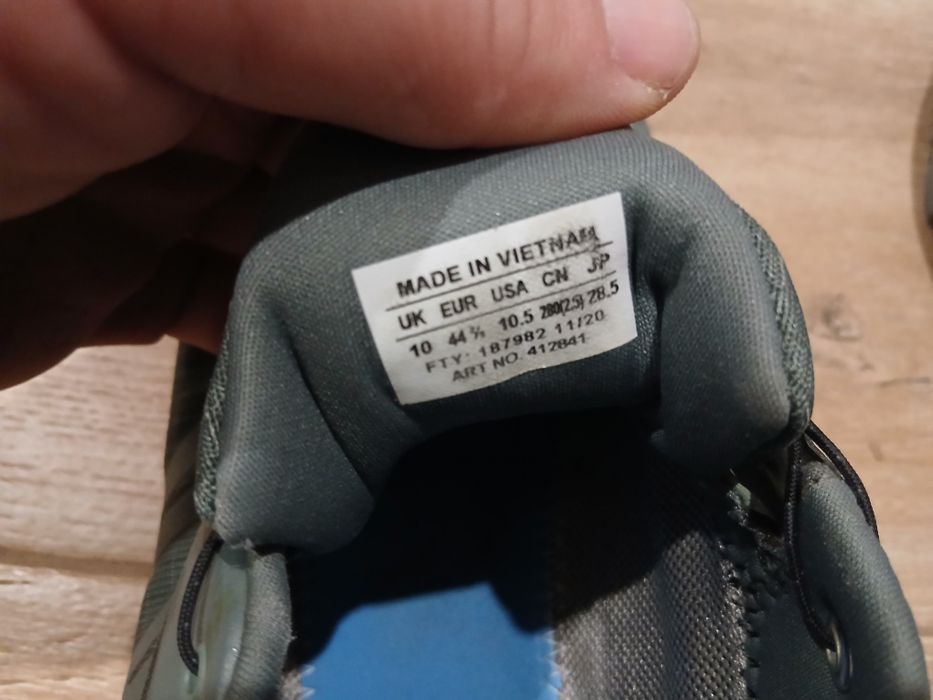 MADE IN VIETNAM
UK EUR USA CN JP
10 44⅔ 10.5 280(2.5) 28.5
FTY: 187982 11/20
ART NO. 412841